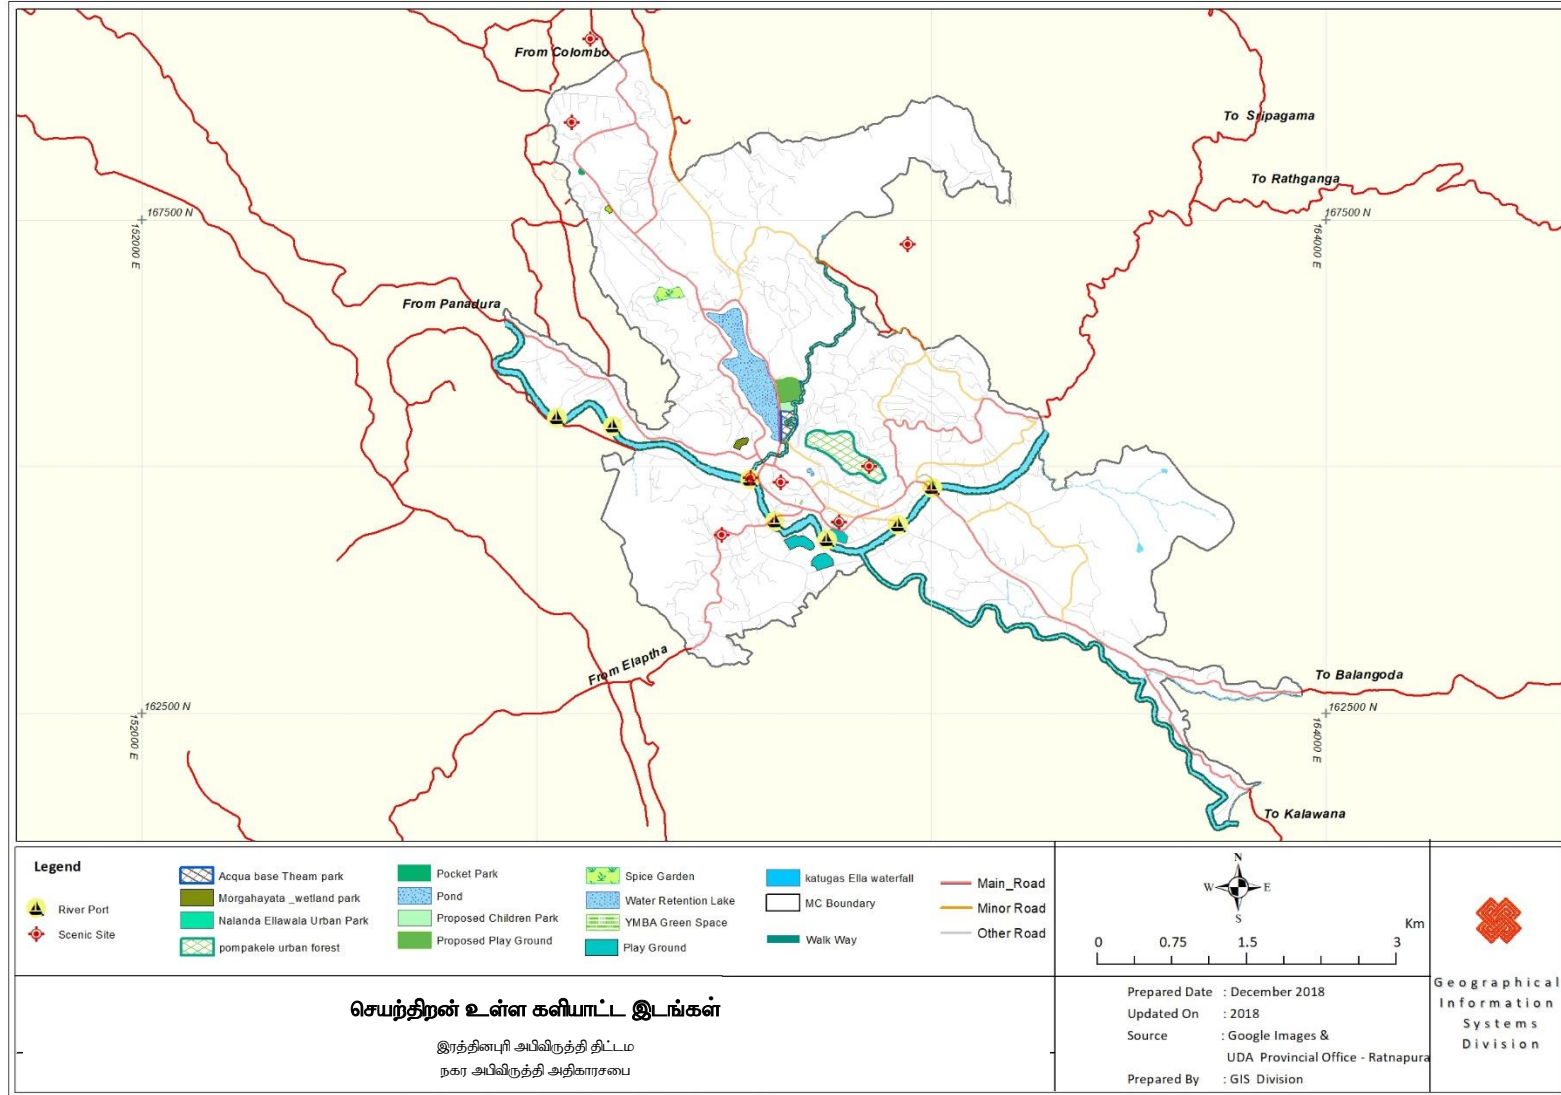 From Colombo
To Sripagama
To Rathganga
167500 N
167500 N
152000 E
164000 E
From Panadura
From Elaptha
To Balangoda
162500 N
162500 N
152000 E
164000 E
To Kalawana
Legend
River Port
Scenic Site
Acqua base Theam park
Morgahayata _wetland park
Nalanda Ellawala Urban Park
pompakele urban forest
Pocket Park
Pond
Proposed Children Park
Proposed Play Ground
Spice Garden
Water Retention Lake
YMBA Green Space
Play Ground
katugas Ella waterfall
MC Boundary
Walk Way
Main_Road
Minor Road
Other Road
N
W E
S
Km
0 0.75 1.5 3
செயற்திறன் உள்ள களியாட்ட இடங்கள்
இரத்தினபுரி அபிவிருத்தி திட்டம
நகர அபிவிருத்தி அதிகாரசபை
Prepared Date : December 2018
Updated On : 2018
Source : Google Images &
UDA Provincial Office - Ratnapura
Prepared By : GIS Division
Geographical
Information
Systems
Division